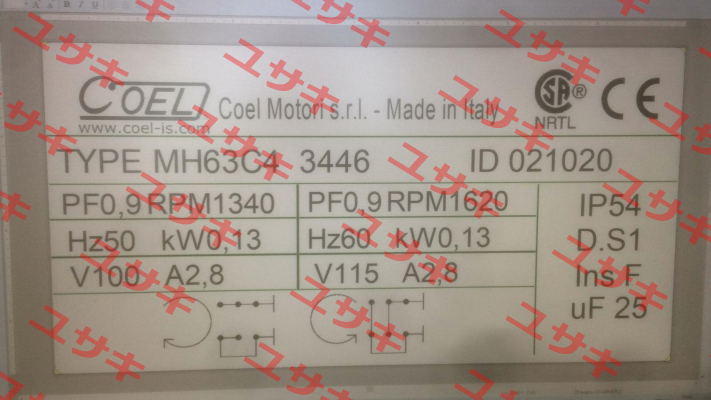 COEL Coel Motori s.r.l. - Made in Italy
www.coel-is.com
SA ® CE
NRTL
TYPE MH63C4 3446 ID 021020
PF0,9 RPM1340 PF0,9 RPM1620 IP54
Hz50 kW0,13 Hz60 kW0,13 D.S1
V100 A2,8 V115 A2,8 Ins F
uF 25
ユサキ